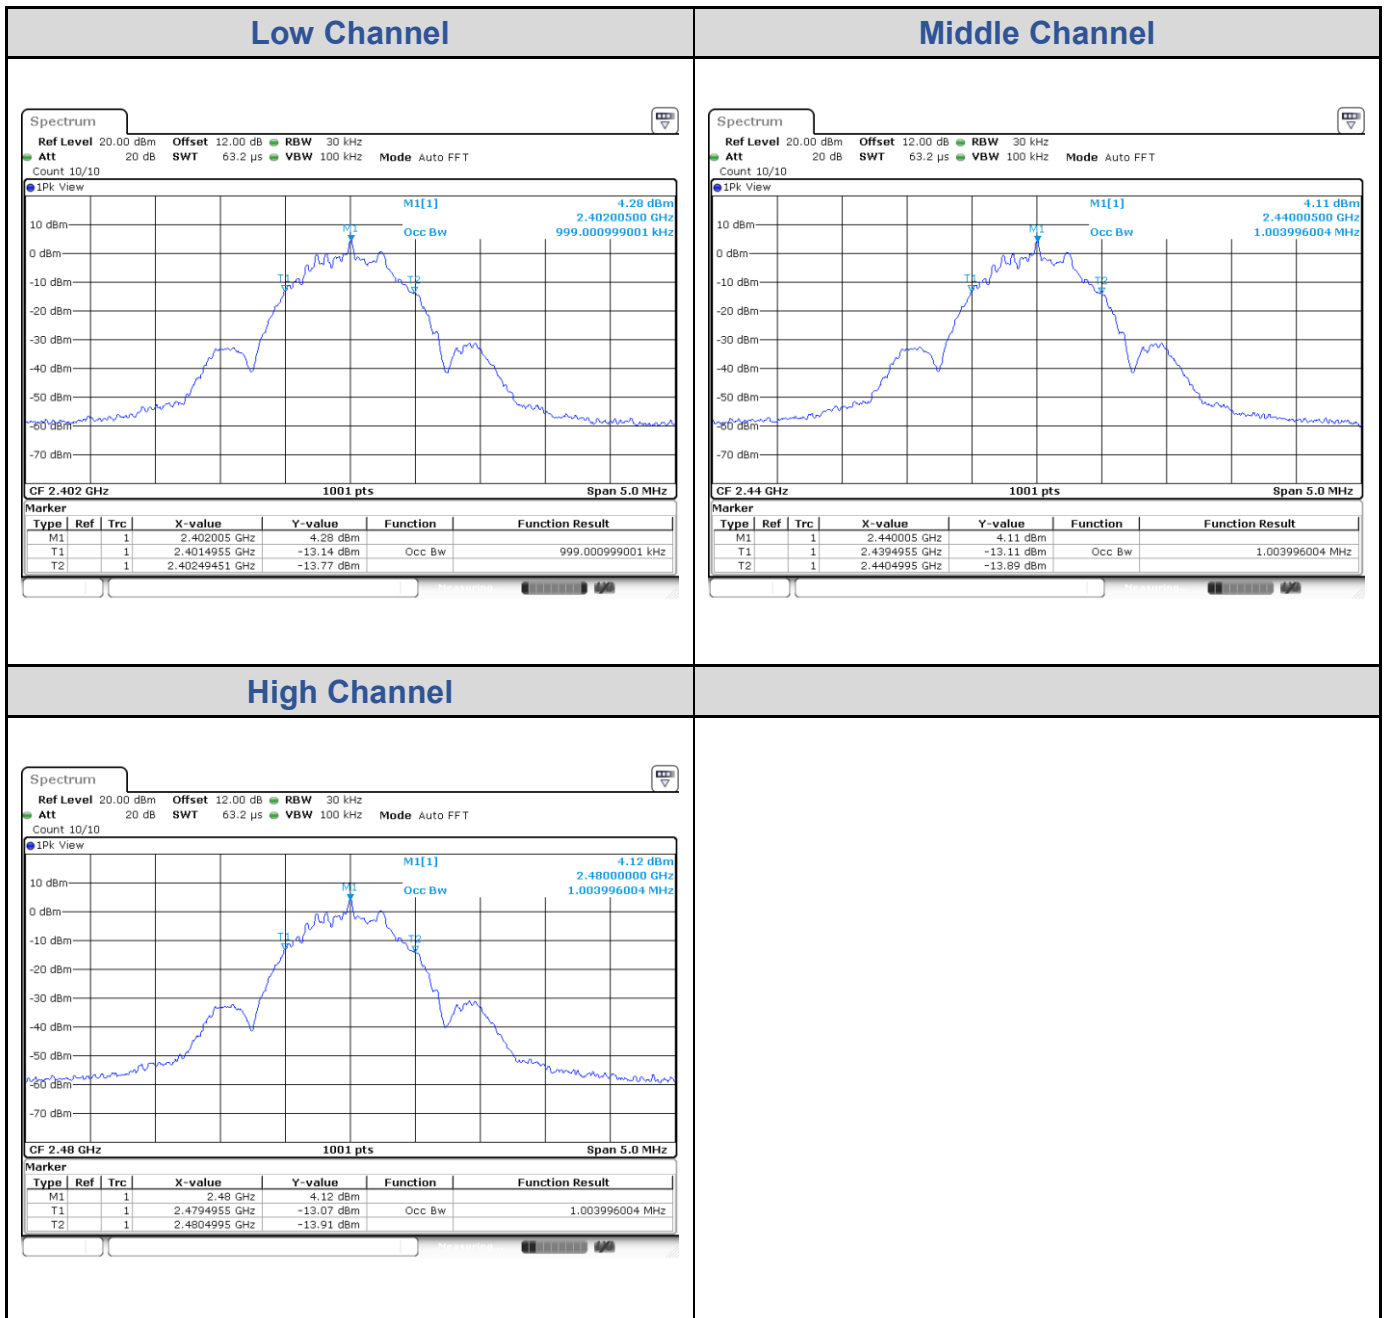 Low Channel
Middle Channel
Spectrum
Ref Level 20.00 dBm Offset 12.00 dB RBW 30 kHz
Att 20 dB SWT 63.2 µs VBW 100 kHz Mode Auto FFT
Count 10/10
1Pk View
M1[1] 4.28 dBm
2.40200500 GHz
Occ Bw 999.000999001 kHz
M1
T1
T2
10 dBm
0 dBm
-10 dBm
-20 dBm
-30 dBm
-40 dBm
-50 dBm
-60 dBm
-70 dBm
CF 2.402 GHz 1001 pts Span 5.0 MHz
Marker
Type Ref Trc X-value Y-value Function Function Result
M1 1 2.402005 GHz 4.28 dBm
T1 1 2.4014955 GHz -13.14 dBm Occ Bw 999.000999001 kHz
T2 1 2.40249451 GHz -13.77 dBm
Spectrum
Ref Level 20.00 dBm Offset 12.00 dB RBW 30 kHz
Att 20 dB SWT 63.2 µs VBW 100 kHz Mode Auto FFT
Count 10/10
1Pk View
M1[1] 4.11 dBm
2.44000500 GHz
Occ Bw 1.003996004 MHz
M1
T1
T2
10 dBm
0 dBm
-10 dBm
-20 dBm
-30 dBm
-40 dBm
-50 dBm
-60 dBm
-70 dBm
CF 2.44 GHz 1001 pts Span 5.0 MHz
Marker
Type Ref Trc X-value Y-value Function Function Result
M1 1 2.440005 GHz 4.11 dBm
T1 1 2.4394955 GHz -13.11 dBm Occ Bw 1.003996004 MHz
T2 1 2.4404995 GHz -13.89 dBm
High Channel
Spectrum
Ref Level 20.00 dBm Offset 12.00 dB RBW 30 kHz
Att 20 dB SWT 63.2 µs VBW 100 kHz Mode Auto FFT
Count 10/10
1Pk View
M1[1] 4.12 dBm
2.48000000 GHz
Occ Bw 1.003996004 MHz
M1
T1
T2
10 dBm
0 dBm
-10 dBm
-20 dBm
-30 dBm
-40 dBm
-50 dBm
-60 dBm
-70 dBm
CF 2.48 GHz 1001 pts Span 5.0 MHz
Marker
Type Ref Trc X-value Y-value Function Function Result
M1 1 2.48 GHz 4.12 dBm
T1 1 2.4794955 GHz -13.07 dBm Occ Bw 1.003996004 MHz
T2 1 2.4804995 GHz -13.91 dBm